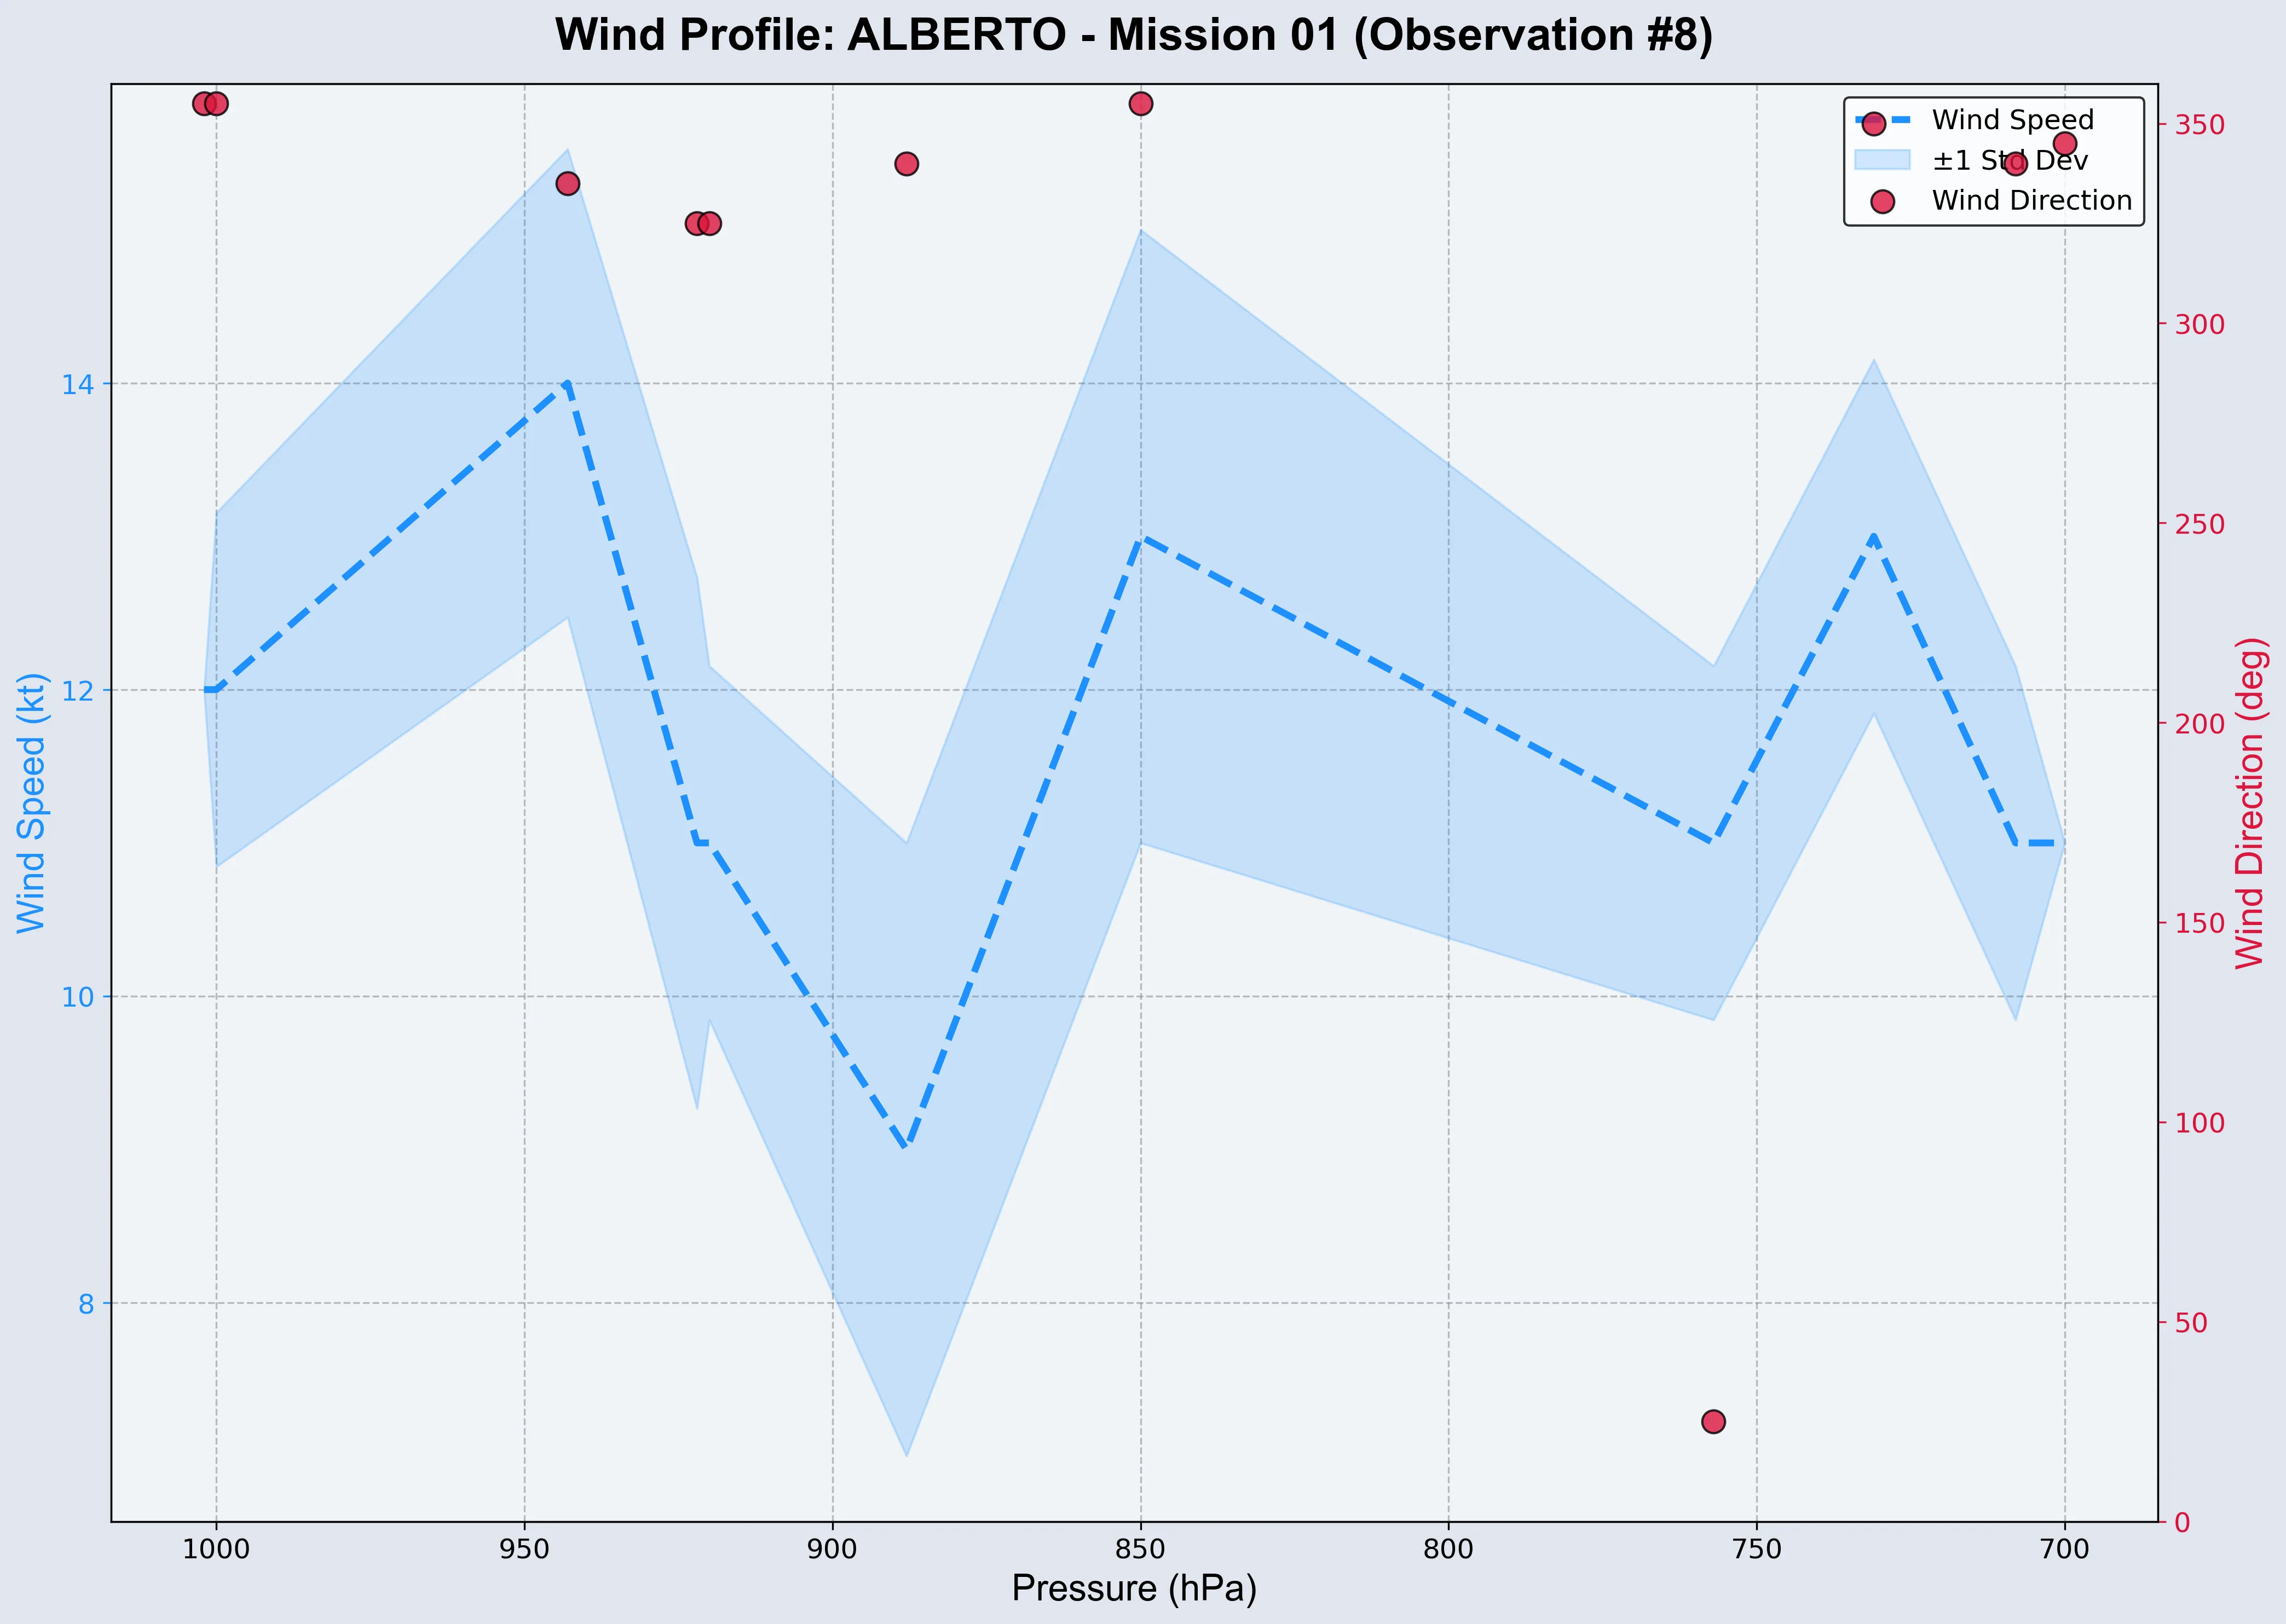 Wind Profile: ALBERTO - Mission 01 (Observation #8)
Wind Speed
±1 Std Dev
Wind Direction
Wind Speed (kt)
14
12
10
8
350
300
250
200
150
100
50
0
Wind Direction (deg)
1000
950
900
850
800
750
700
Pressure (hPa)